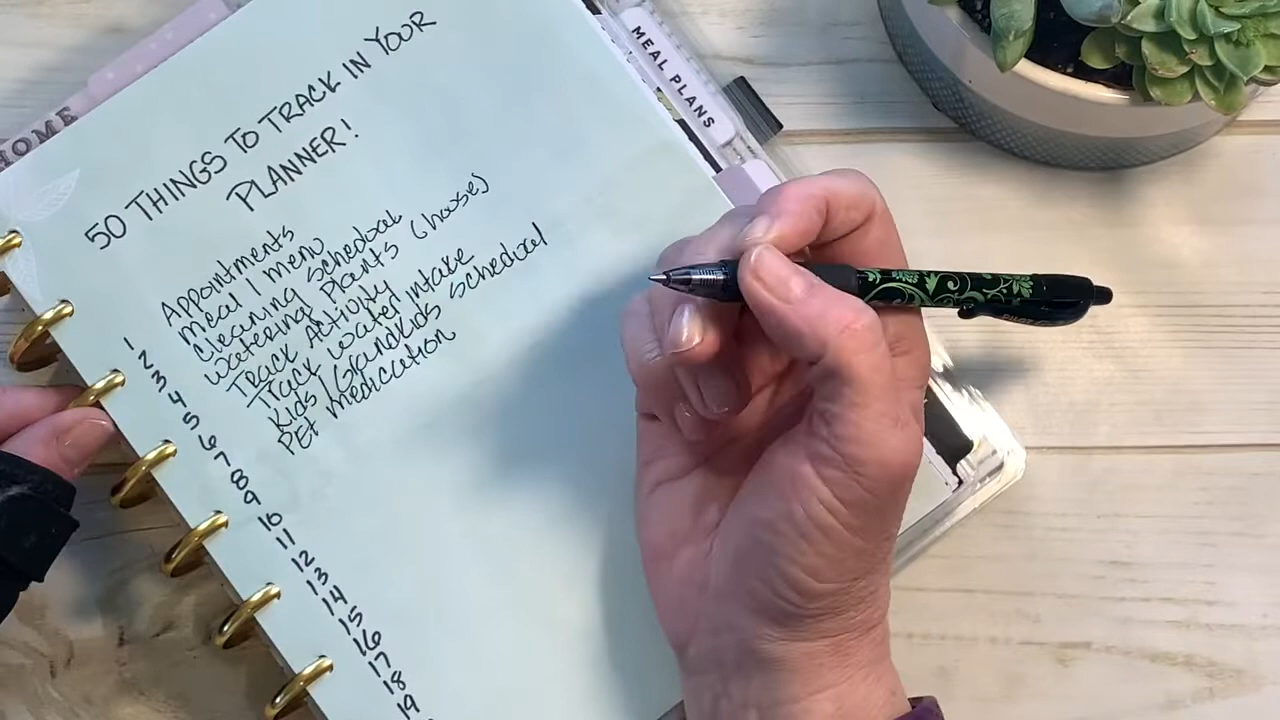 HOME
MEAL PLANS
50 THINGS TO TRACK IN YOUR
PLANNER!
1 Appointments
2 meal / menu
3 cleaning schedual
4 watering Plants (house)
5 Track Activity
6 Track water intake
7 Kids / Grandkids schedual
8 PEt medication
9
10
11
12
13
14
15
16
17
18
19